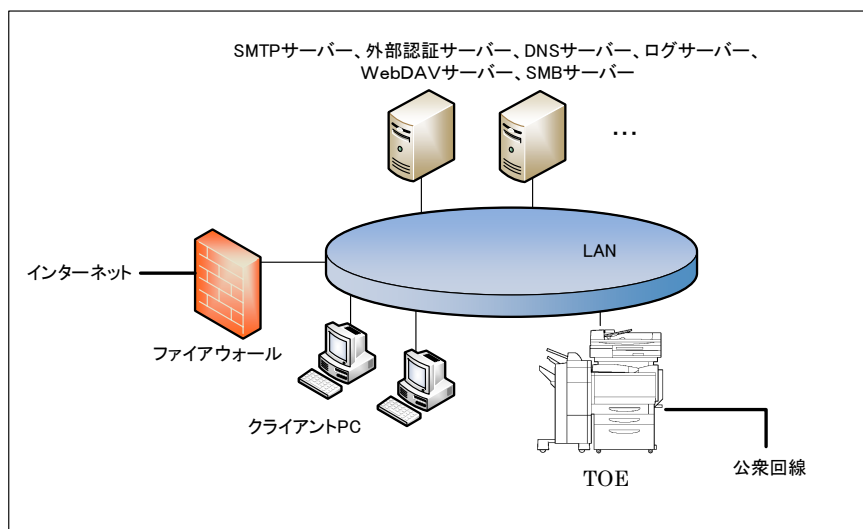 SMTPサーバー、外部認証サーバー、DNSサーバー、ログサーバー、
WebDAVサーバー、SMBサーバー
…
LAN
インターネット
ファイアウォール
クライアントPC
TOE
公衆回線